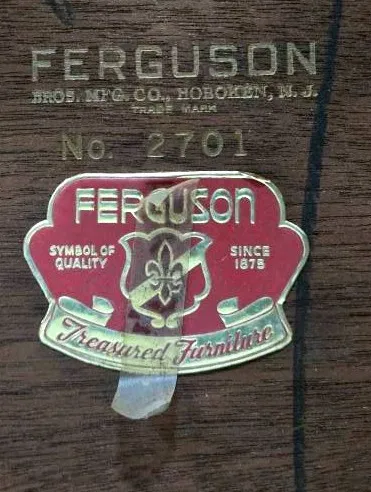 FERGUSON
BROS. MFG. CO., HOBOKEN, N. J.
TRADE MARK
No. 2701
FERGUSON
SYMBOL OF
QUALITY
SINCE
1878
Treasured Furniture